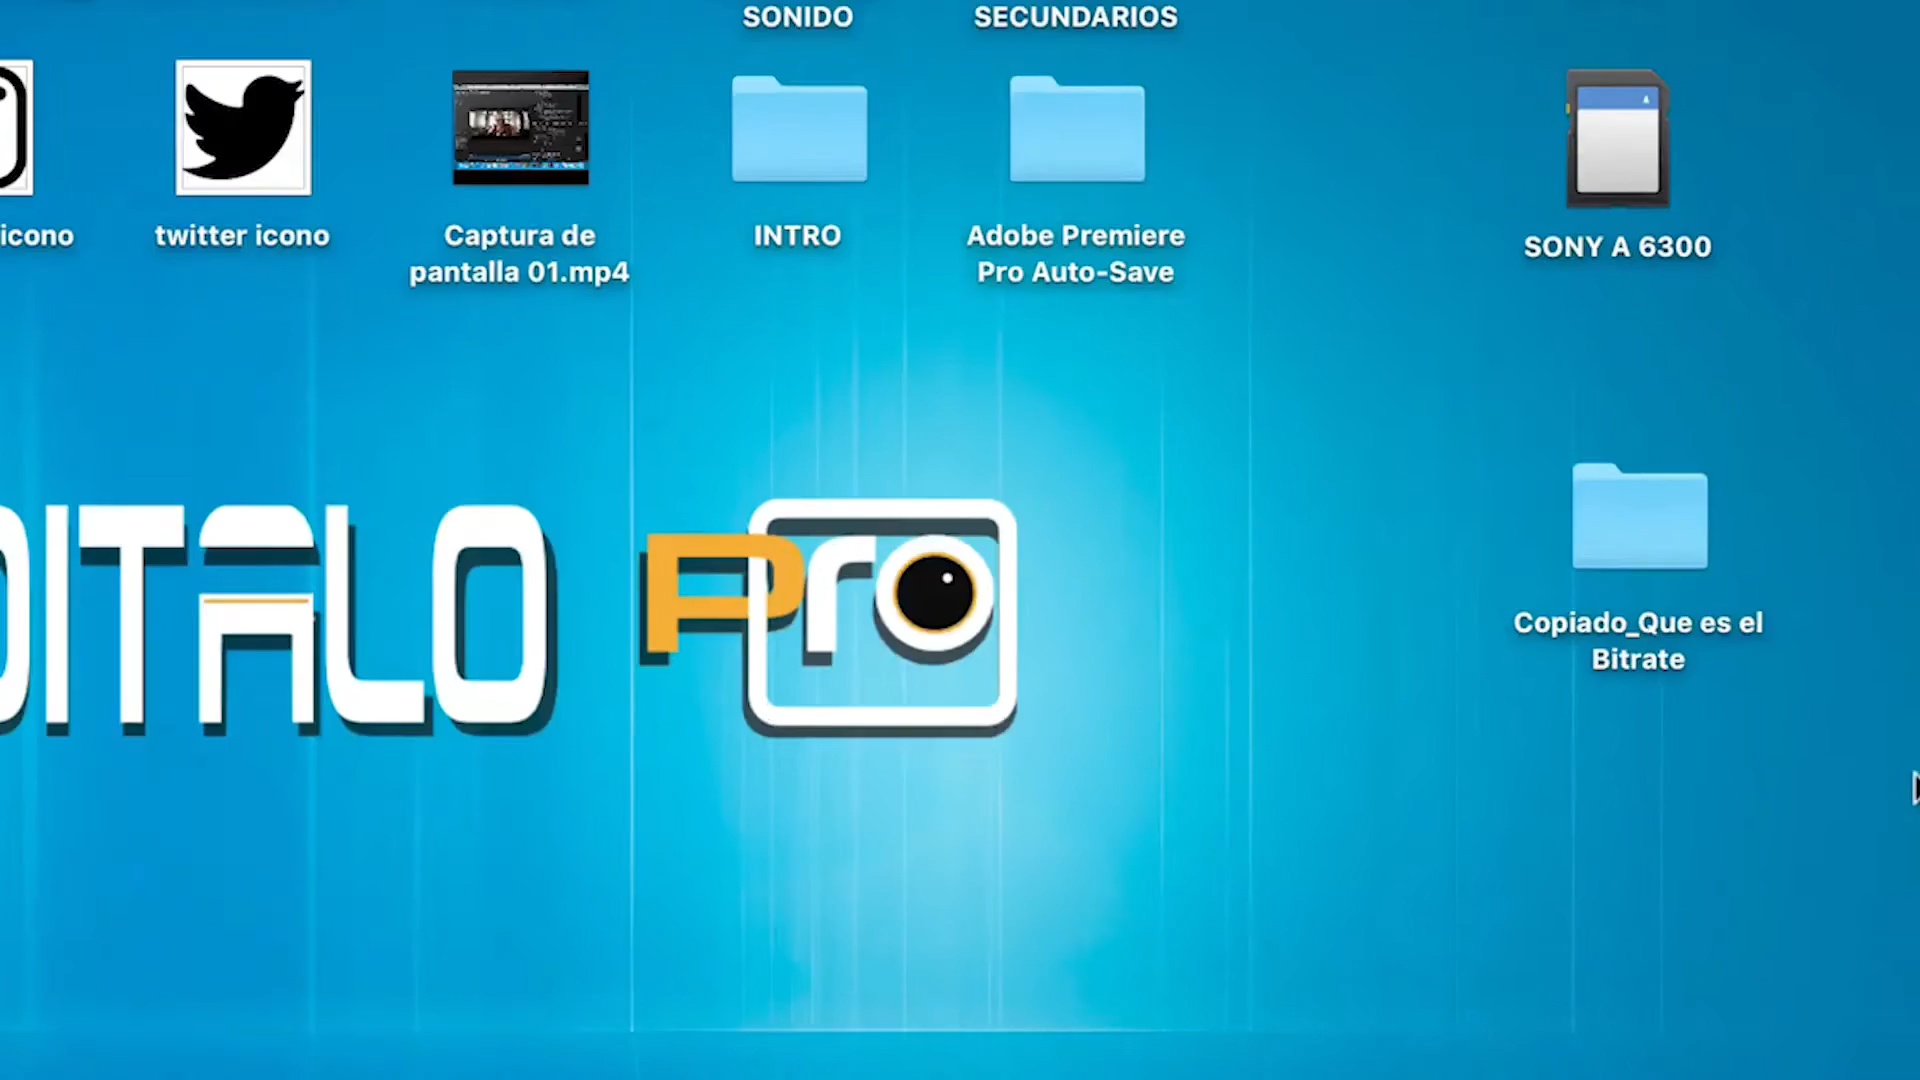 SONIDO
SECUNDARIOS
icono
twitter icono
Captura de
pantalla 01.mp4
INTRO
Adobe Premiere
Pro Auto-Save
SONY A 6300
DITALO Pro
Copiado_Que es el
Bitrate